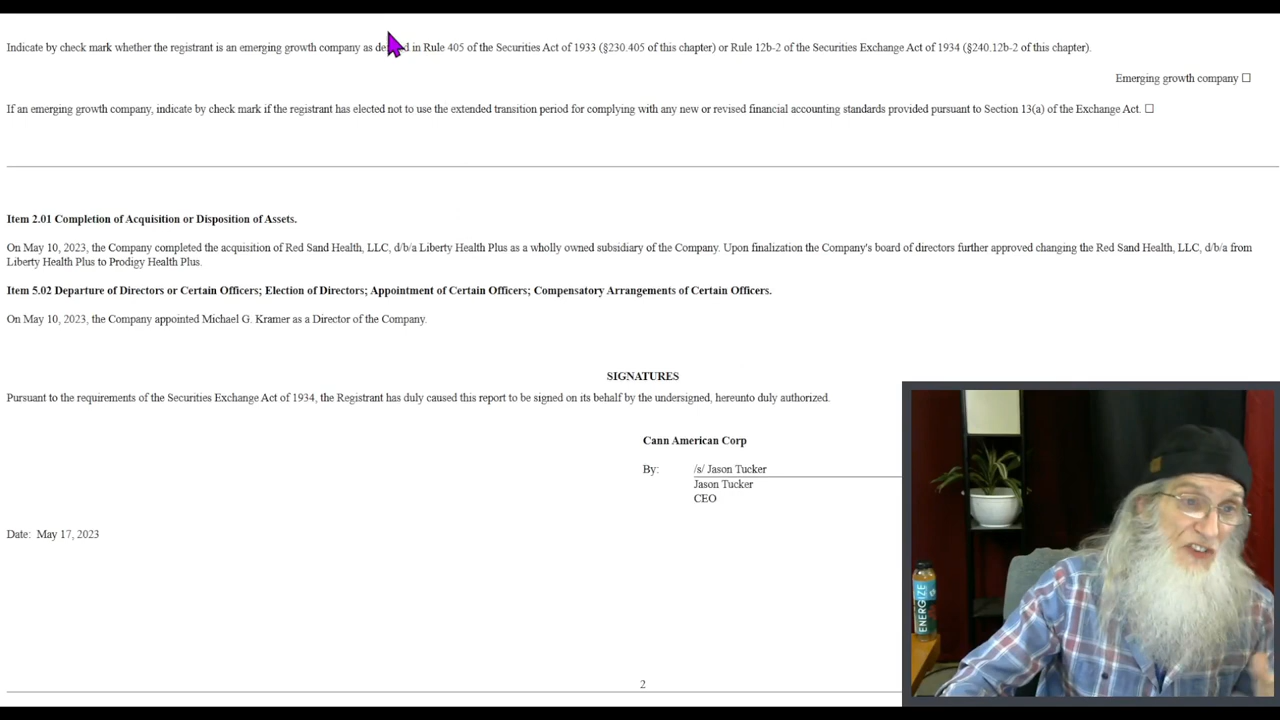 Indicate by check mark whether the registrant is an emerging growth company as de d in Rule 405 of the Securities Act of 1933 (§230.405 of this chapter) or Rule 12b-2 of the Securities Exchange Act of 1934 (§240.12b-2 of this chapter).
Emerging growth company ☐
If an emerging growth company, indicate by check mark if the registrant has elected not to use the extended transition period for complying with any new or revised financial accounting standards provided pursuant to Section 13(a) of the Exchange Act. ☐
Item 2.01 Completion of Acquisition or Disposition of Assets.
On May 10, 2023, the Company completed the acquisition of Red Sand Health, LLC, d/b/a Liberty Health Plus as a wholly owned subsidiary of the Company. Upon finalization the Company's board of directors further approved changing the Red Sand Health, LLC, d/b/a from
Liberty Health Plus to Prodigy Health Plus.
Item 5.02 Departure of Directors or Certain Officers; Election of Directors; Appointment of Certain Officers; Compensatory Arrangements of Certain Officers.
On May 10, 2023, the Company appointed Michael G. Kramer as a Director of the Company.
SIGNATURES
Pursuant to the requirements of the Securities Exchange Act of 1934, the Registrant has duly caused this report to be signed on its behalf by the undersigned, hereunto duly authorized.
Cann American Corp
By: /s/ Jason Tucker
Jason Tucker
CEO
Date: May 17, 2023
ENERGIZE
2